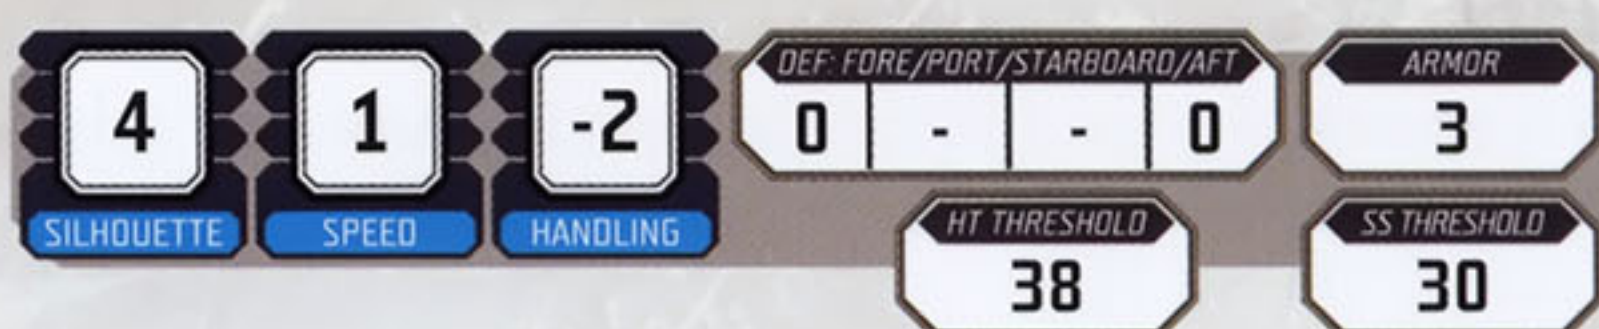 4 1 -2
SILHOUETTE SPEED HANDLING
DEF: FORE/PORT/STARBOARD/AFT
0 - - 0
ARMOR
3
HT THRESHOLD
38
SS THRESHOLD
30